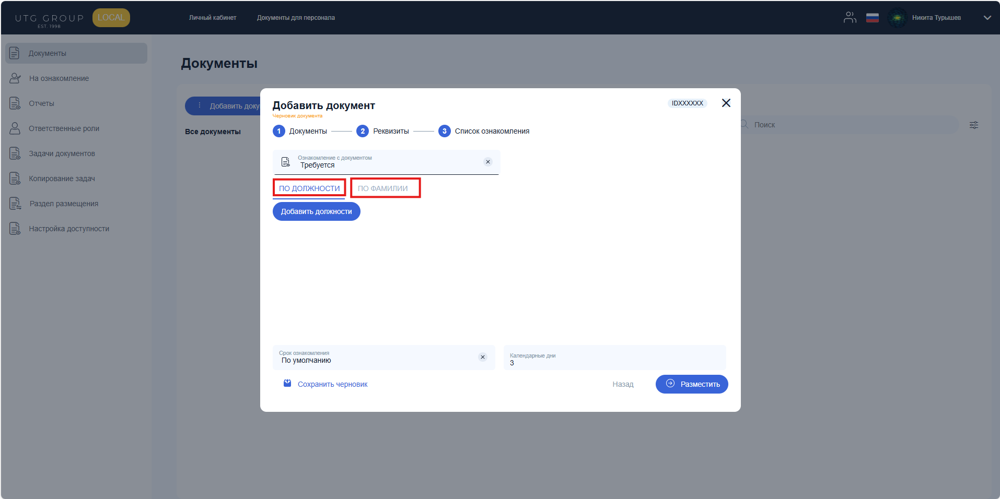 UTG GROUP
EST. 1998
LOCAL
Личный кабинет
Документы для персонала
Никита Турышев
Документы
На ознакомление
Отчеты
Ответственные роли
Задачи документов
Копирование задач
Раздел размещения
Настройка доступности
Документы
Добавить доку
Все документы
Поиск
Добавить документ
IDXXXXXX
Черновик документа
1 Документы
2 Реквизиты
3 Список ознакомления
Ознакомление с документом
Требуется
ПО ДОЛЖНОСТИ
ПО ФАМИЛИИ
Добавить должности
Срок ознакомления
По умолчанию
Календарные дни
3
Сохранить черновик
Назад
Разместить